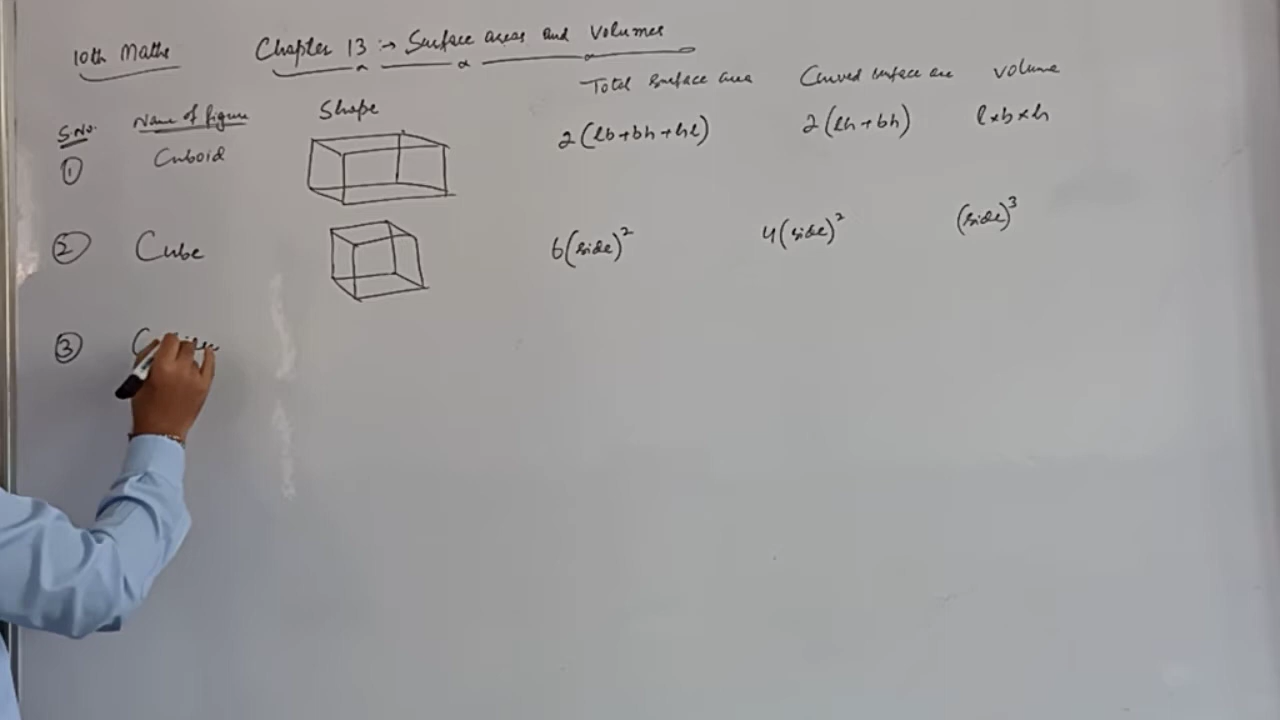 10th Maths Chapter 13 :→ Surface areas and Volumes
S.No. Name of figure Shape Total Surface area Curved surface are Volume
① Cuboid 2(lb+bh+hl) 2(lh+bh) l×b×h
② Cube 6(side)² 4(side)² (side)³
③